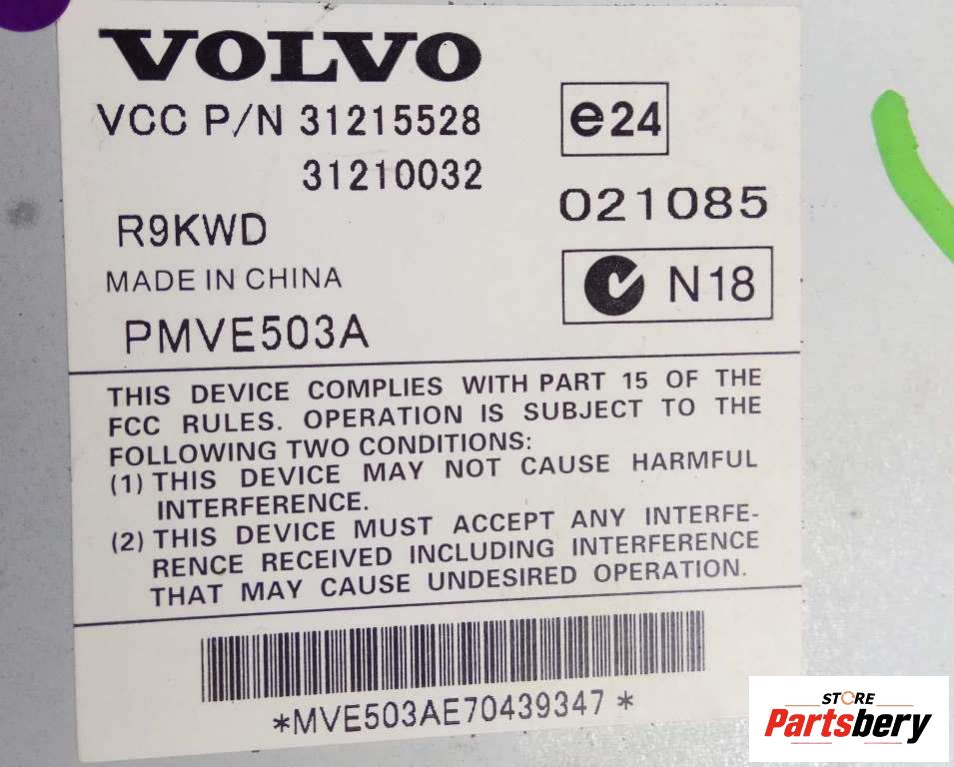 VOLVO
VCC P/N 31215528
31210032
e24
021085
R9KWD
N18
MADE IN CHINA
PMVE503A
THIS DEVICE COMPLIES WITH PART 15 OF THE
FCC RULES. OPERATION IS SUBJECT TO THE
FOLLOWING TWO CONDITIONS:
(1) THIS DEVICE MAY NOT CAUSE HARMFUL
INTERFERENCE.
(2) THIS DEVICE MUST ACCEPT ANY INTERFE-
RENCE RECEIVED INCLUDING INTERFERENCE
THAT MAY CAUSE UNDESIRED OPERATION.
*MVE503AE70439347*
STORE
Partsbery